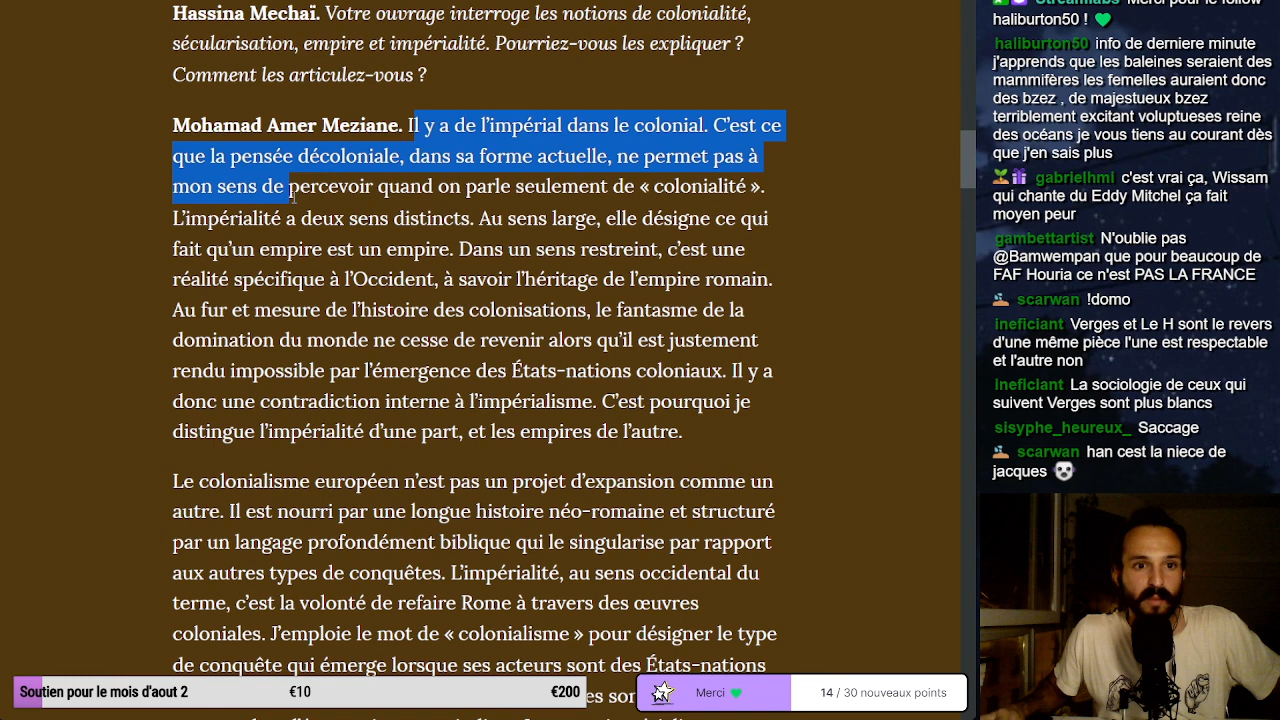 Hassina Mechaï. Votre ouvrage interroge les notions de colonialité,
sécularisation, empire et impérialité. Pourriez-vous les expliquer ?
Comment les articulez-vous ?
Mohamad Amer Meziane. Il y a de l’impérial dans le colonial. C’est ce
que la pensée décoloniale, dans sa forme actuelle, ne permet pas à
mon sens de percevoir quand on parle seulement de « colonialité ».
L’impérialité a deux sens distincts. Au sens large, elle désigne ce qui
fait qu’un empire est un empire. Dans un sens restreint, c’est une
réalité spécifique à l’Occident, à savoir l’héritage de l’empire romain.
Au fur et mesure de l’histoire des colonisations, le fantasme de la
domination du monde ne cesse de revenir alors qu’il est justement
rendu impossible par l’émergence des États-nations coloniaux. Il y a
donc une contradiction interne à l’impérialisme. C’est pourquoi je
distingue l’impérialité d’une part, et les empires de l’autre.
Le colonialisme européen n’est pas un projet d’expansion comme un
autre. Il est nourri par une longue histoire néo-romaine et structuré
par un langage profondément biblique qui le singularise par rapport
aux autres types de conquêtes. L’impérialité, au sens occidental du
terme, c’est la volonté de refaire Rome à travers des œuvres
coloniales. J’emploie le mot de « colonialisme » pour désigner le type
de conquête qui émerge lorsque ses acteurs sont des États-nations
Soutien pour le mois d'aout 2 €10 €200
Merci 14 / 30 nouveaux points
Streamlabs Merci pour le follow
haliburton50 !
haliburton50 info de derniere minute
j'apprends que les baleines seraient des
mammifères les femelles auraient donc
des bzez , de majestueux bzez
terriblement excitant voluptueses reine
des océans je vous tiens au courant dès
que j'en sais plus
gabrielhml c'est vrai ça, Wissam
qui chante du Eddy Mitchel ça fait
moyen peur
gambettartist N'oublie pas
@Bamwempan que pour beaucoup de
FAF Houria ce n'est PAS LA FRANCE
scarwan !domo
ineficiant Verges et Le H sont le revers
d'une même pièce l'une est respectable
et l'autre non
ineficiant La sociologie de ceux qui
suivent Verges sont plus blancs
sisyphe_heureux_ Saccage
scarwan han cest la niece de
jacques